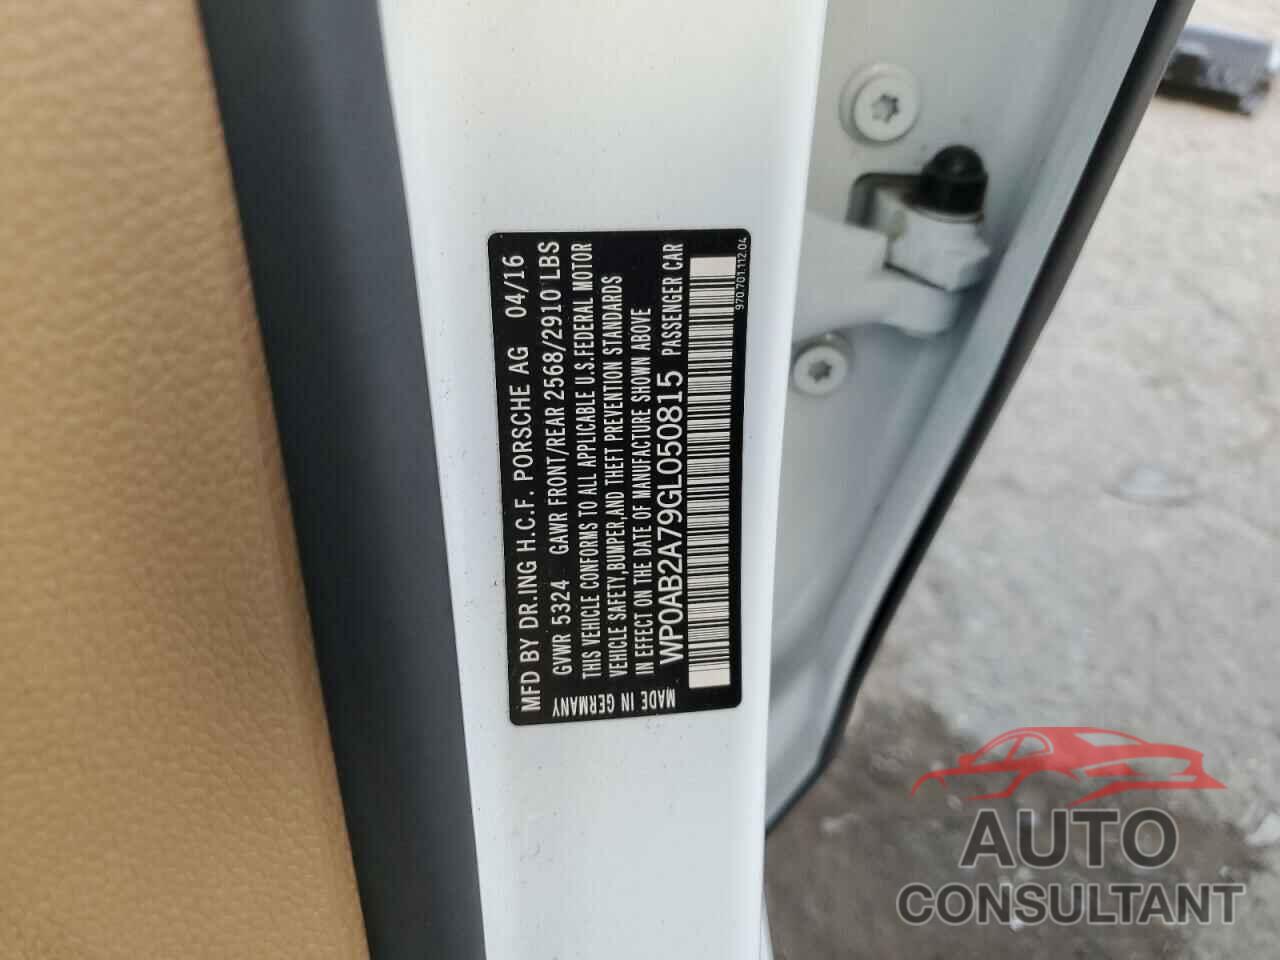 MFD BY DR.ING H.C.F. PORSCHE AG 04/16
GVWR 5324 GAWR FRONT/REAR 2568/2910 LBS
THIS VEHICLE CONFORMS TO ALL APPLICABLE U.S.FEDERAL MOTOR
VEHICLE SAFETY,BUMPER,AND THEFT PREVENTION STANDARDS
IN EFFECT ON THE DATE OF MANUFACTURE SHOWN ABOVE
WP0AB2A79GL050815 PASSENGER CAR
MADE IN GERMANY
970.701.112.04
AUTO
CONSULTANT